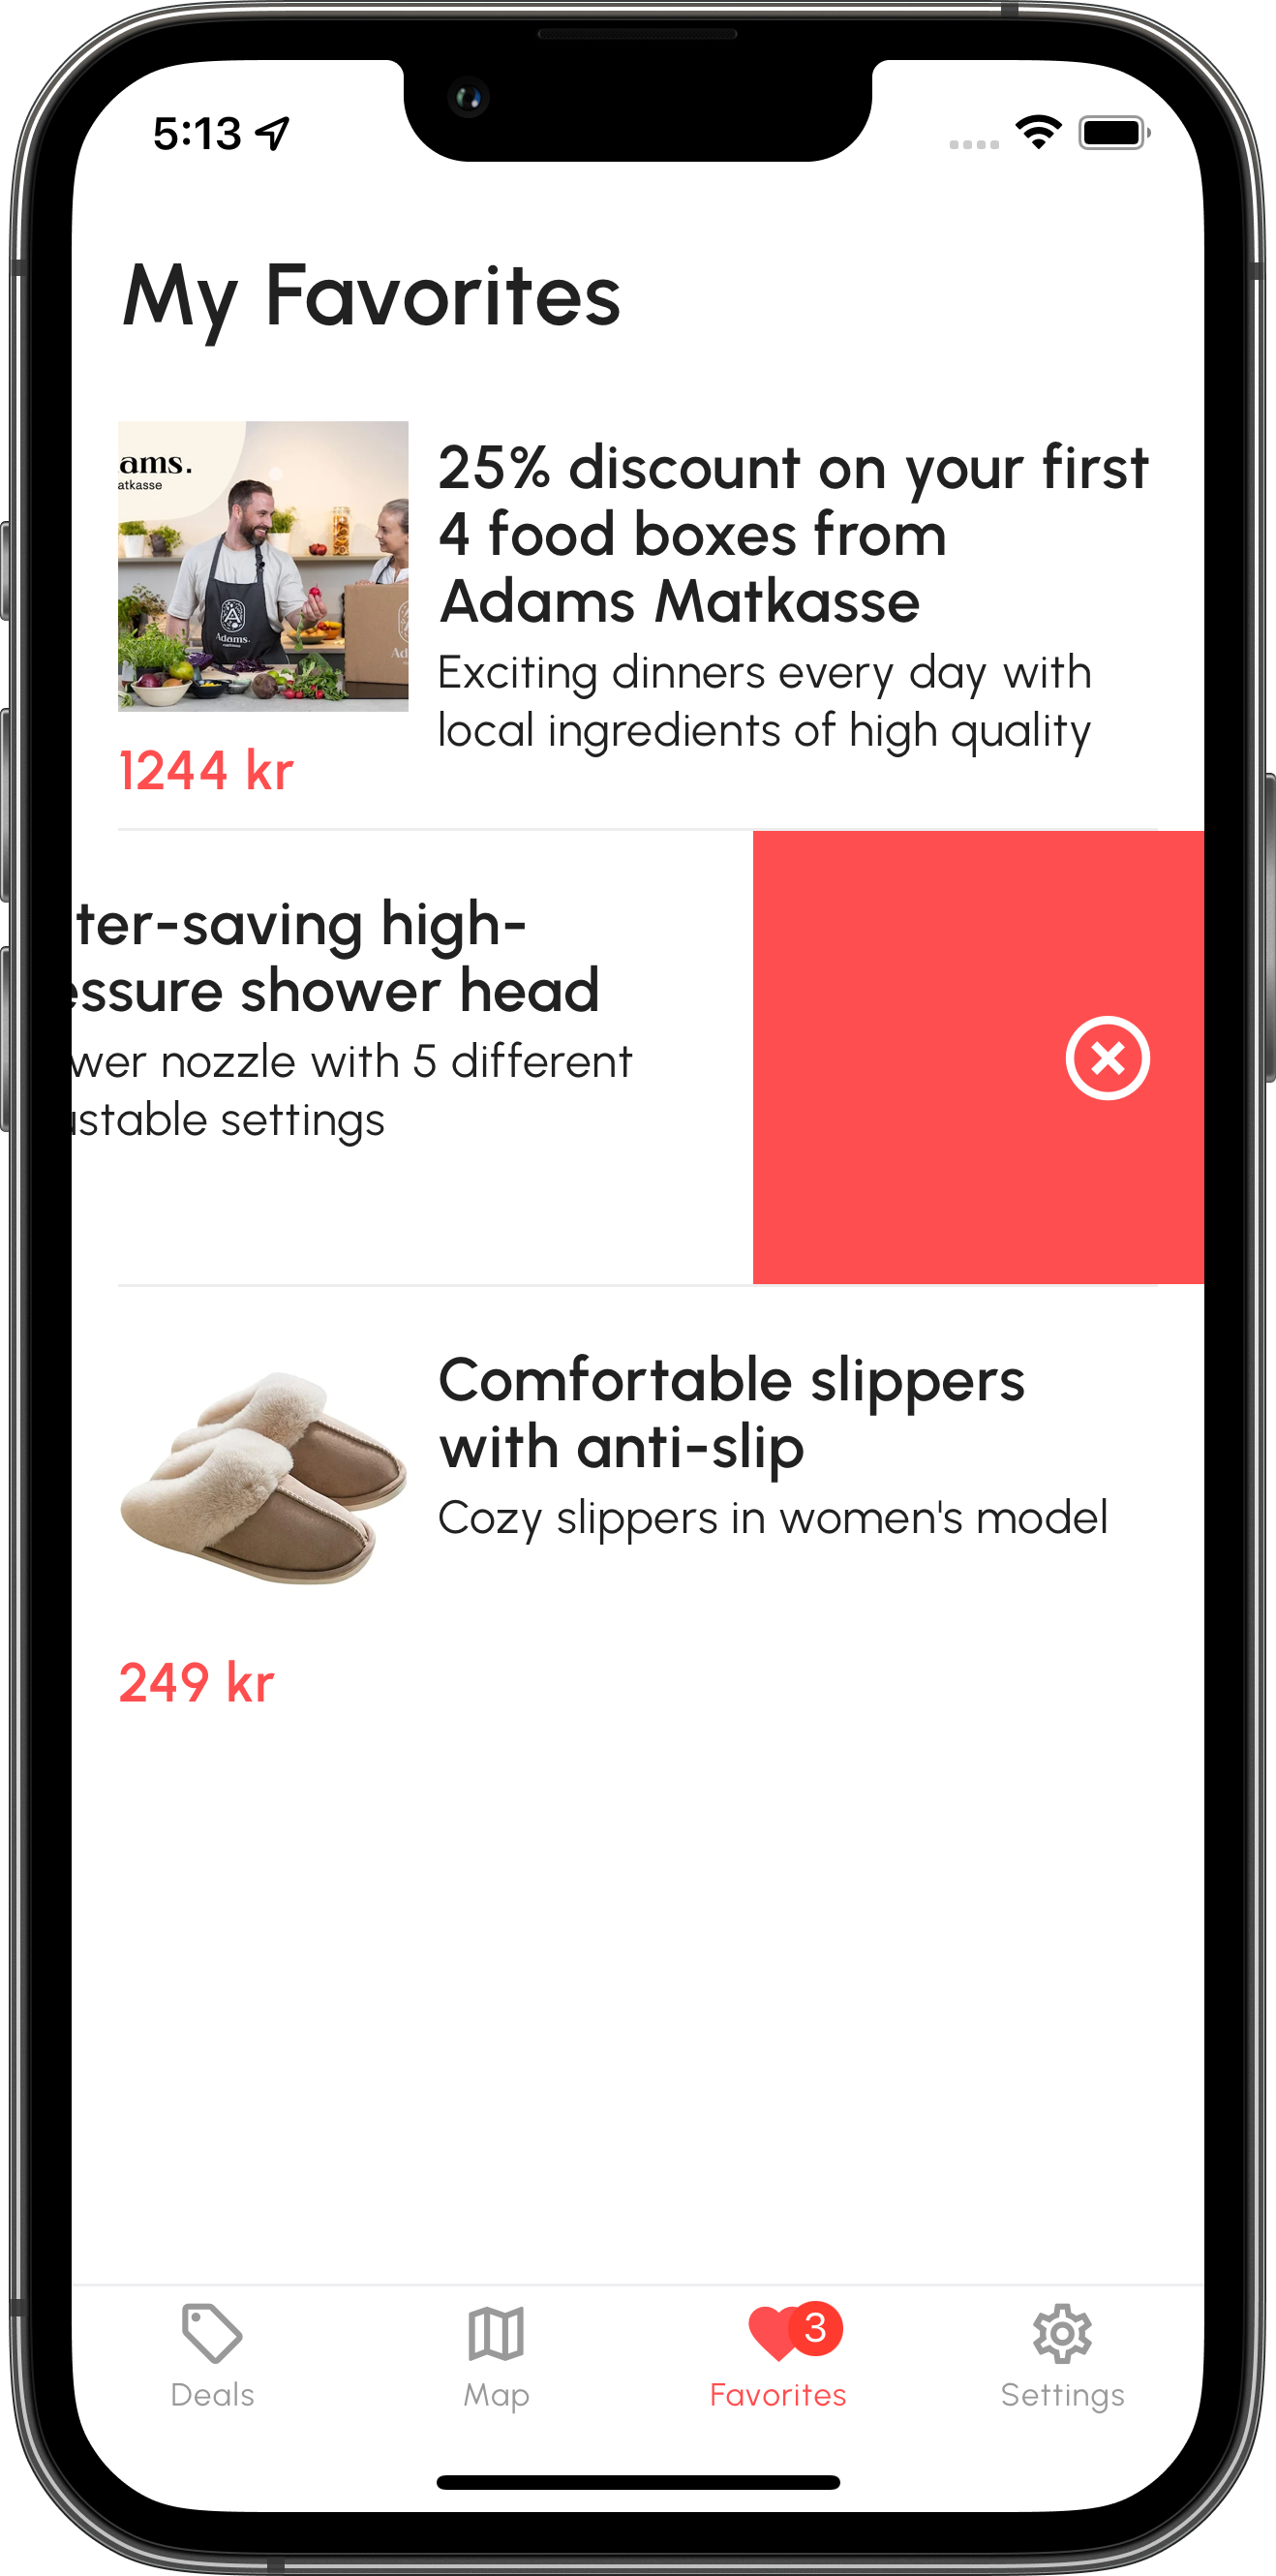 5:13
My Favorites
ams.
atkasse
25% discount on your first
4 food boxes from
Adams Matkasse
Exciting dinners every day with
local ingredients of high quality
Adams.
Ad
1244 kr
ter-saving high-
essure shower head
wer nozzle with 5 different
ustable settings
Comfortable slippers
with anti-slip
Cozy slippers in women's model
249 kr
3
Deals
Map
Favorites
Settings